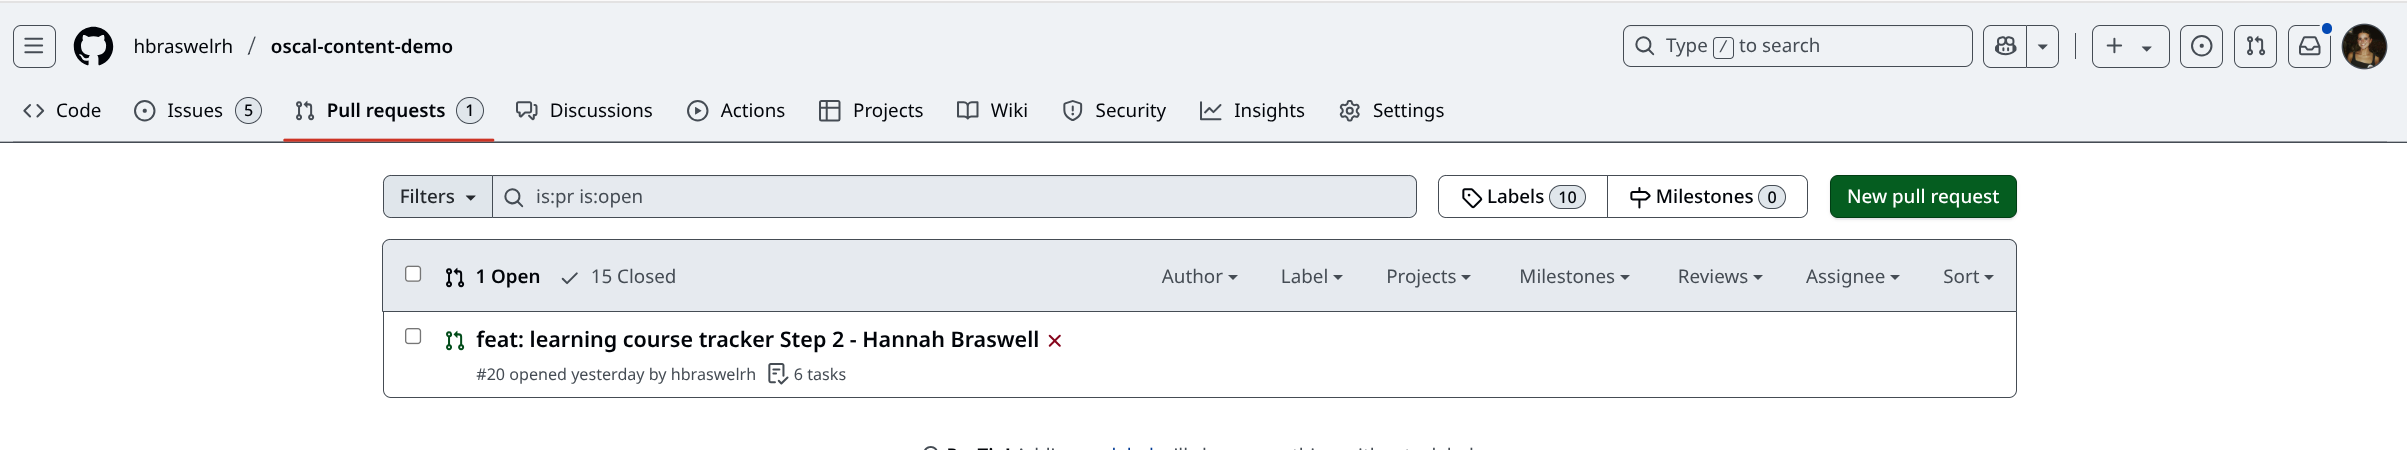 hbraswelrh / oscal-content-demo
Type / to search
Code Issues 5 Pull requests 1 Discussions Actions Projects Wiki Security Insights Settings
Filters is:pr is:open Labels 10 Milestones 0 New pull request
1 Open 15 Closed Author Label Projects Milestones Reviews Assignee Sort
feat: learning course tracker Step 2 - Hannah Braswell
#20 opened yesterday by hbraswelrh 6 tasks